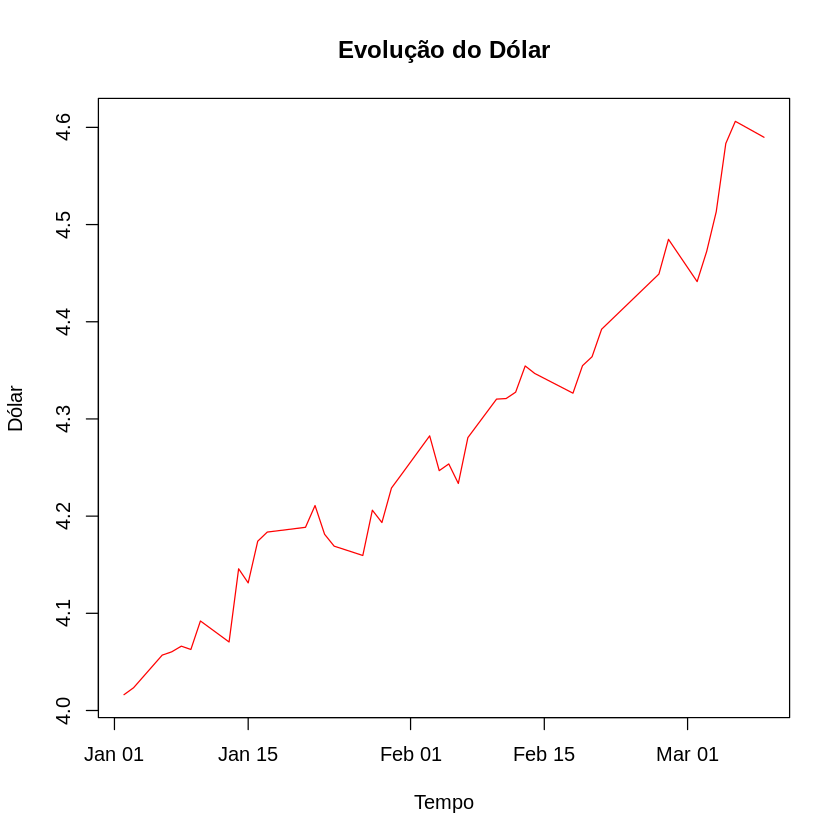 Evolução do Dólar
4.6
4.5
4.4
4.3
4.2
4.1
4.0
Dólar
Jan 01
Jan 15
Feb 01
Feb 15
Mar 01
Tempo